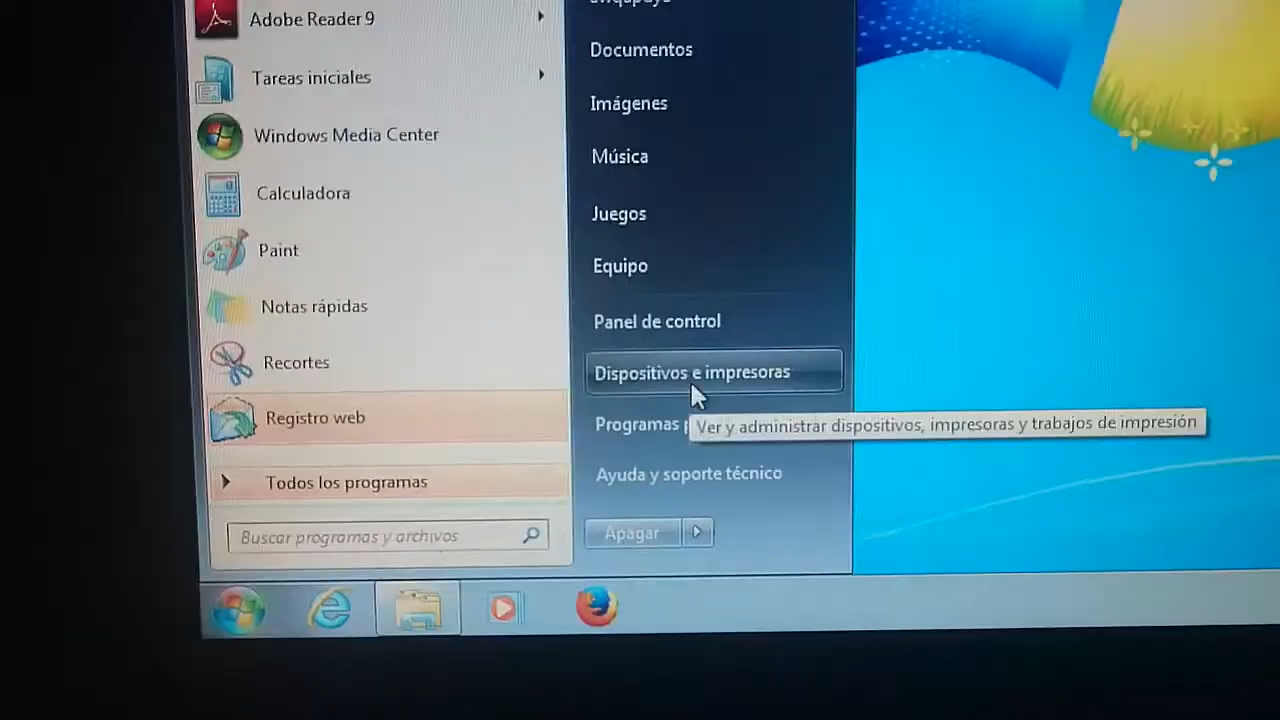 Adobe Reader 9
Tareas iniciales
Windows Media Center
Calculadora
Paint
Notas rápidas
Recortes
Registro web
Todos los programas
Buscar programas y archivos
Documentos
Imágenes
Música
Juegos
Equipo
Panel de control
Dispositivos e impresoras
Programas
Ver y administrar dispositivos, impresoras y trabajos de impresión
Ayuda y soporte técnico
Apagar